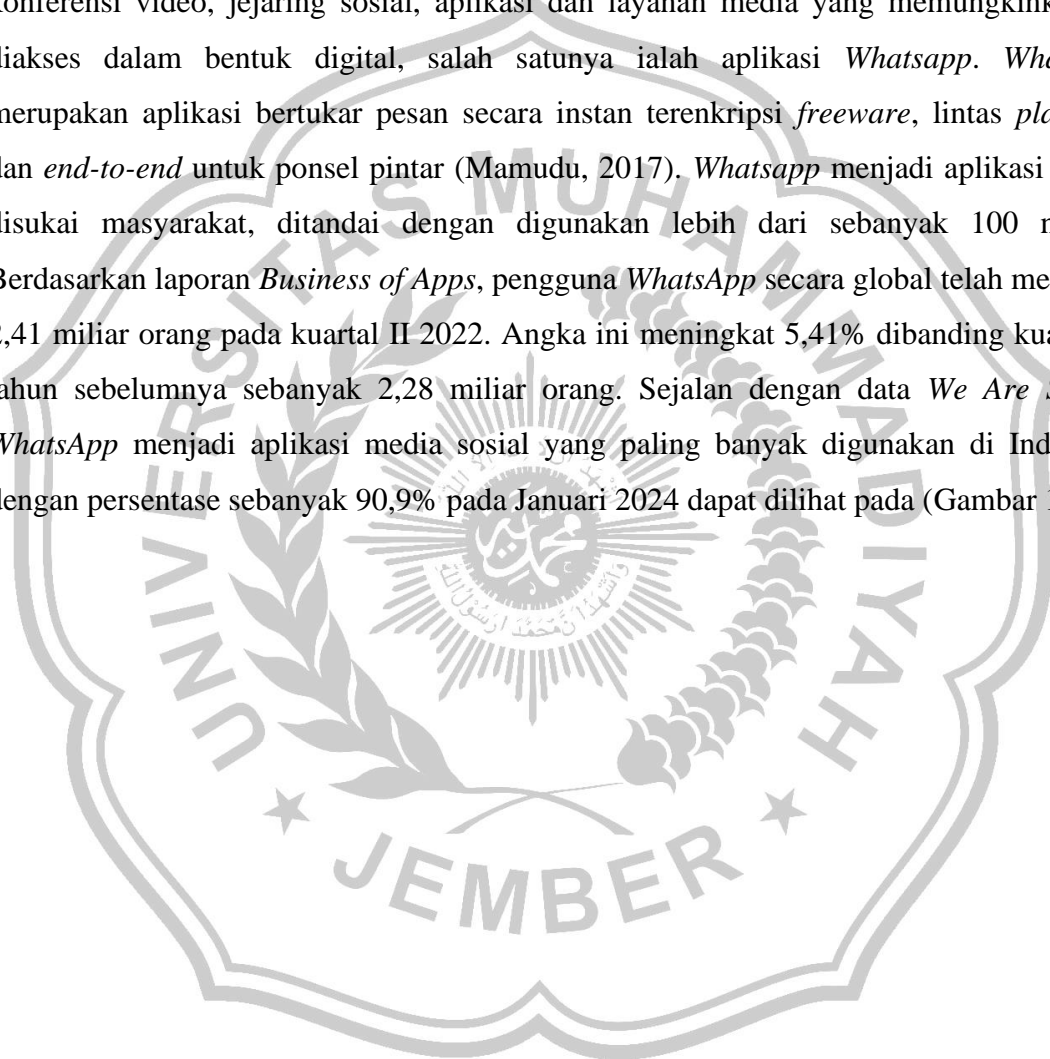 konferensi video, jejaring sosial, aplikasi dan layanan media yang memungkink
diakses dalam bentuk digital, salah satunya ialah aplikasi Whatsapp. Wha
merupakan aplikasi bertukar pesan secara instan terenkripsi freeware, lintas pla
dan end-to-end untuk ponsel pintar (Mamudu, 2017). Whatsapp menjadi aplikasi
disukai masyarakat, ditandai dengan digunakan lebih dari sebanyak 100 m
Berdasarkan laporan Business of Apps, pengguna WhatsApp secara global telah me
2,41 miliar orang pada kuartal II 2022. Angka ini meningkat 5,41% dibanding kua
tahun sebelumnya sebanyak 2,28 miliar orang. Sejalan dengan data We Are S
WhatsApp menjadi aplikasi media sosial yang paling banyak digunakan di Ind
dengan persentase sebanyak 90,9% pada Januari 2024 dapat dilihat pada (Gambar 1
UNIVERSITAS MUHAMMADIYAH
JEMBER